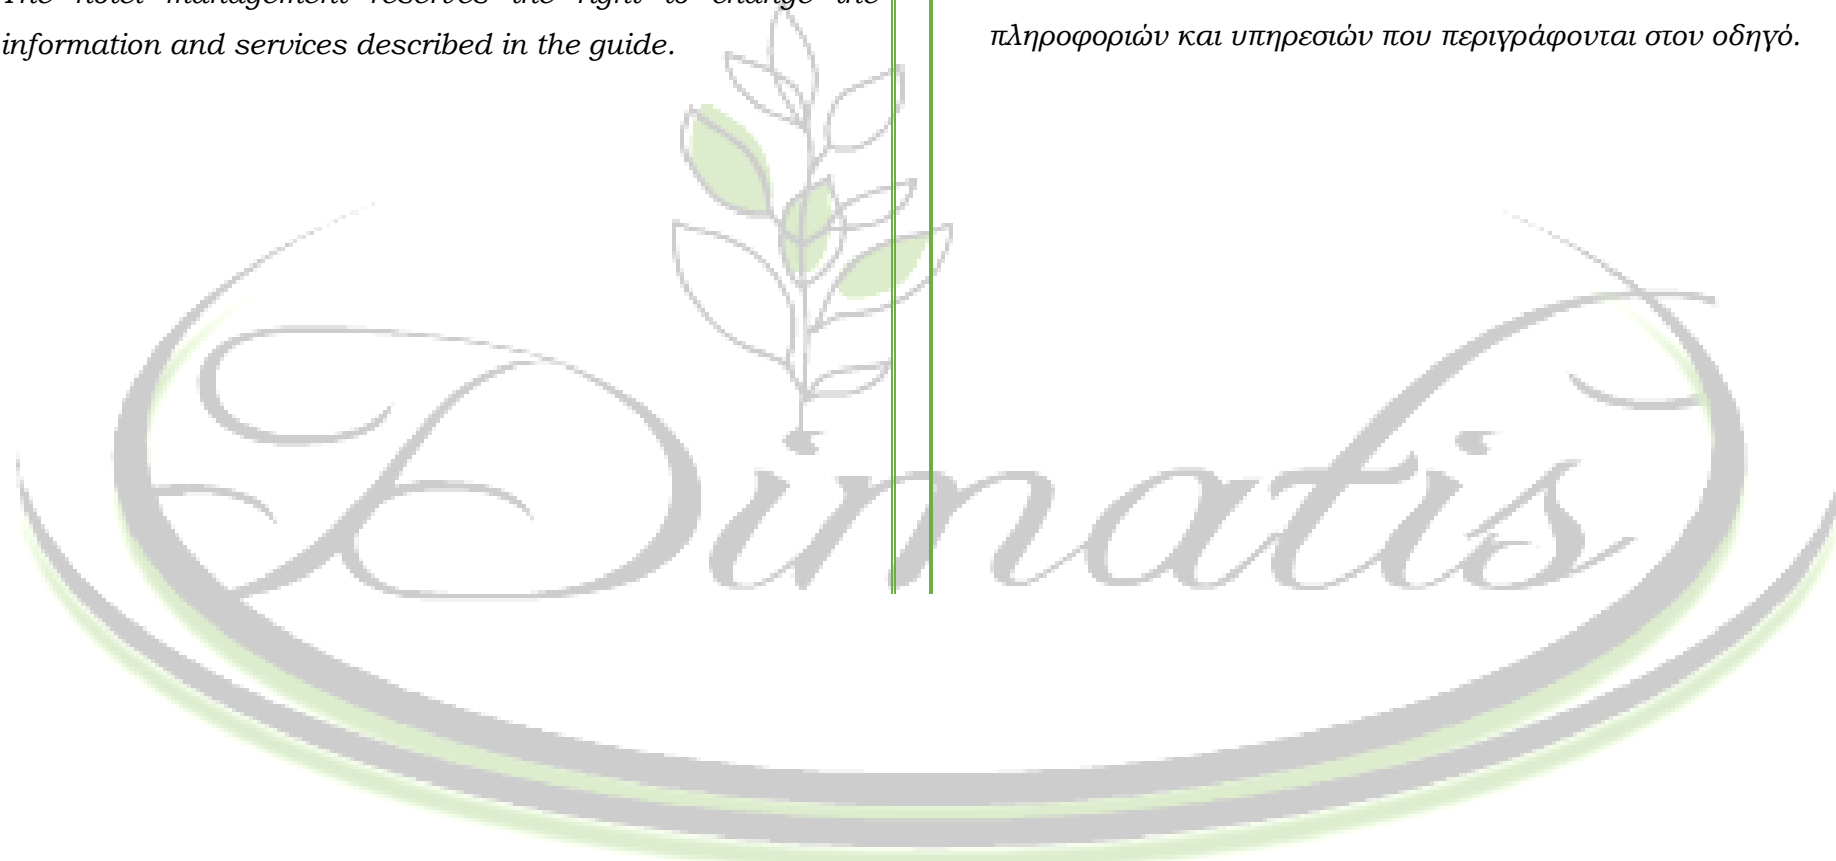 The hotel management reserves the right to change the
information and services described in the guide.
πληροφοριών και υπηρεσιών που περιγράφονται στον οδηγό.
Dimatis